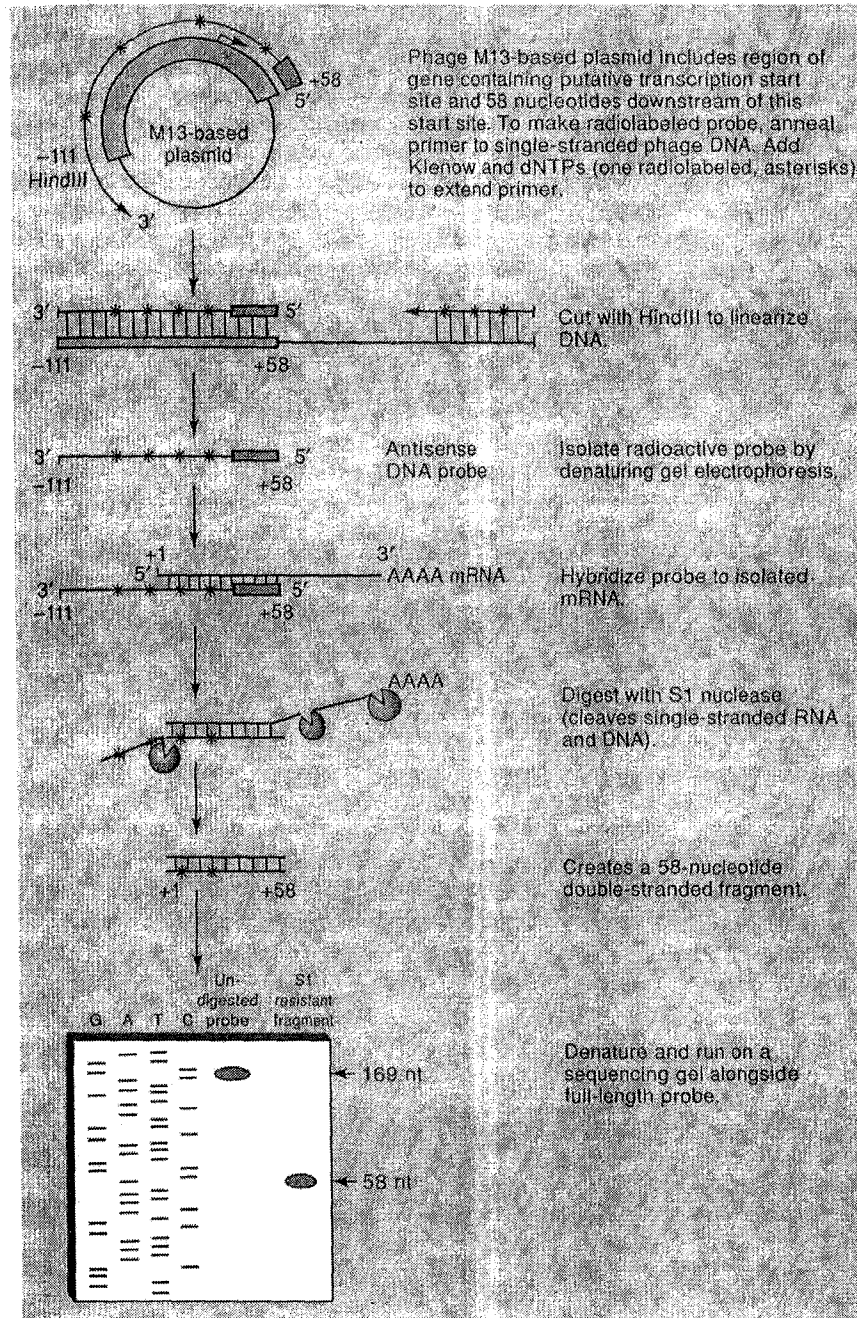 +58
5′
Phage M13-based plasmid includes region of
gene containing putative transcription start
site and 58 nucleotides downstream of this
start site. To make radiolabeled probe, anneal
primer to single-stranded phage DNA. Add
Klenow and dNTPs (one radiolabeled, asterisks)
to extend primer.
M13-based
plasmid
−111
HindIII
3′
3′
5′
Cut with HindIII to linearize
DNA.
−111
+58
3′
5′
Antisense
DNA probe
Isolate radioactive probe by
denaturing gel electrophoresis.
−111
+58
+1
3′
5′
AAAA mRNA
Hybridize probe to isolated
mRNA.
3′
5′
−111
+58
AAAA
Digest with S1 nuclease
(cleaves single-stranded RNA
and DNA).
Creates a 58-nucleotide
double-stranded fragment.
+1
+58
G A T C
Un-
digested
probe
S1
resistant
fragment
169 nt
Denature and run on a
sequencing gel alongside
full-length probe.
58 nt